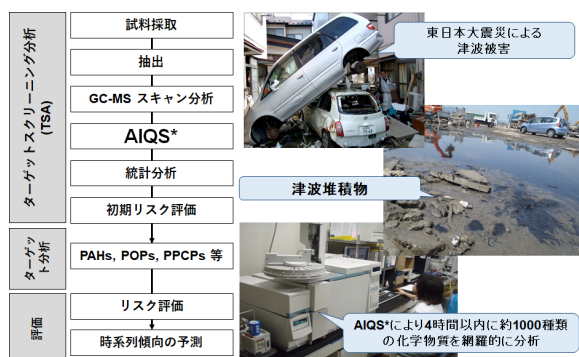 ターゲットスクリーニング分析
(TSA)
試料採取
抽出
GC-MS スキャン分析
AIQS*
統計分析
初期リスク評価
ターゲッ
ト分析
PAHs, POPs, PPCPs 等
評価
リスク評価
時系列傾向の予測
東日本大震災による
津波被害
津波堆積物
AIQS*により4時間以内に約1000種類
の化学物質を網羅的に分析